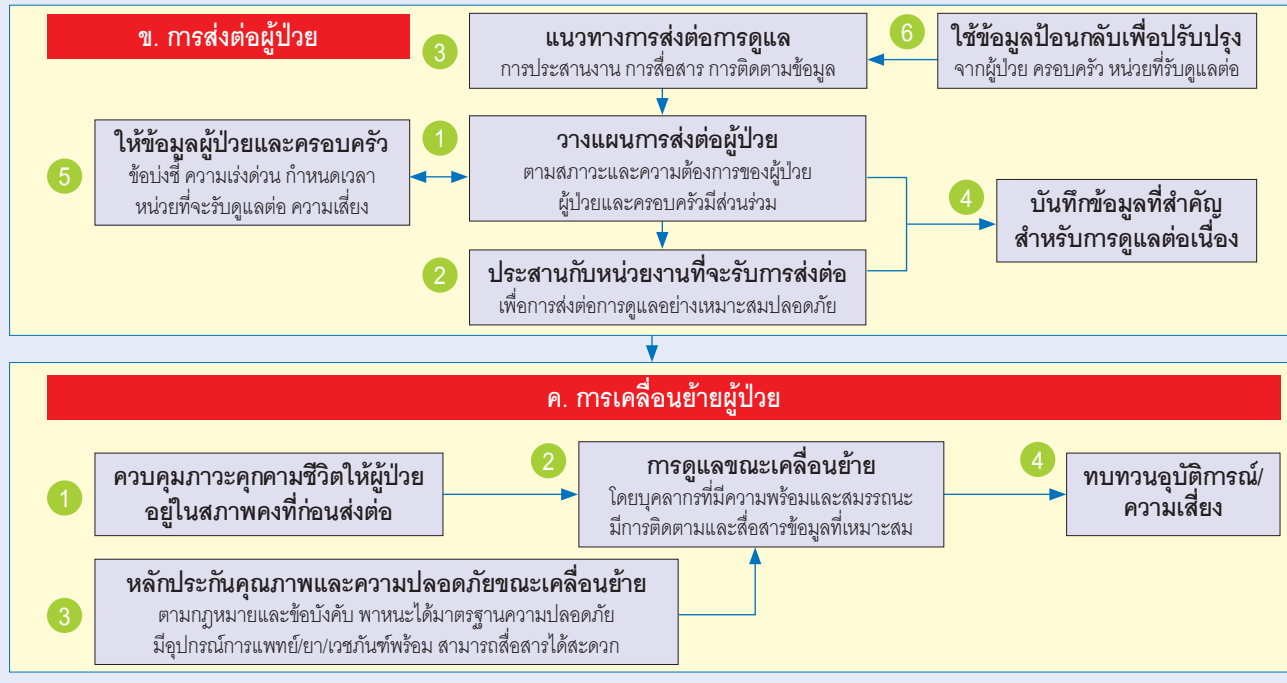 ข. การส่งต่อผู้ป่วย
3
แนวทางการส่งต่อการดูแล
การประสานงาน การสื่อสาร การติดตามข้อมูล
6
ใช้ข้อมูลป้อนกลับเพื่อปรับปรุง
จากผู้ป่วย ครอบครัว หน่วยที่รับดูแลต่อ
5
ให้ข้อมูลผู้ป่วยและครอบครัว
ข้อบ่งชี้ ความเร่งด่วน กำหนดเวลา
หน่วยที่จะรับดูแลต่อ ความเสี่ยง
1
วางแผนการส่งต่อผู้ป่วย
ตามสภาวะและความต้องการของผู้ป่วย
ผู้ป่วยและครอบครัวมีส่วนร่วม
4
บันทึกข้อมูลที่สำคัญ
สำหรับการดูแลต่อเนื่อง
2
ประสานกับหน่วยงานที่จะรับการส่งต่อ
เพื่อการส่งต่อการดูแลอย่างเหมาะสมปลอดภัย
ค. การเคลื่อนย้ายผู้ป่วย
1
ควบคุมภาวะคุกคามชีวิตให้ผู้ป่วย
อยู่ในสภาพคงที่ก่อนส่งต่อ
2
การดูแลขณะเคลื่อนย้าย
โดยบุคลากรที่มีความพร้อมและสมรรถนะ
มีการติดตามและสื่อสารข้อมูลที่เหมาะสม
4
ทบทวนอุบัติการณ์/
ความเสี่ยง
3
หลักประกันคุณภาพและความปลอดภัยขณะเคลื่อนย้าย
ตามกฎหมายและข้อบังคับ พาหนะได้มาตรฐานความปลอดภัย
มีอุปกรณ์การแพทย์/ยา/เวชภันฑ์พร้อม สามารถสื่อสารได้สะดวก